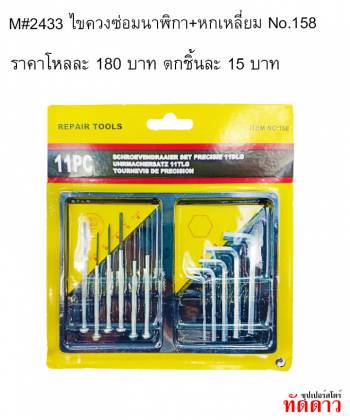 M#2433 ไขควงซ่อมนาฬิกา+หกเหลี่ยม No.158
ราคาโหลละ 180 บาท ตกชิ้นละ 15 บาท
REPAIR TOOLS
ITEM NO:158
11PC
SCHROEVENDRAAIER SET PRECISIE 11DLG
UHRMACHERSATZ 11TLG
TOURNEVIS DE PRECISION
ซุปเปอร์สโตร์
ทัดดาว